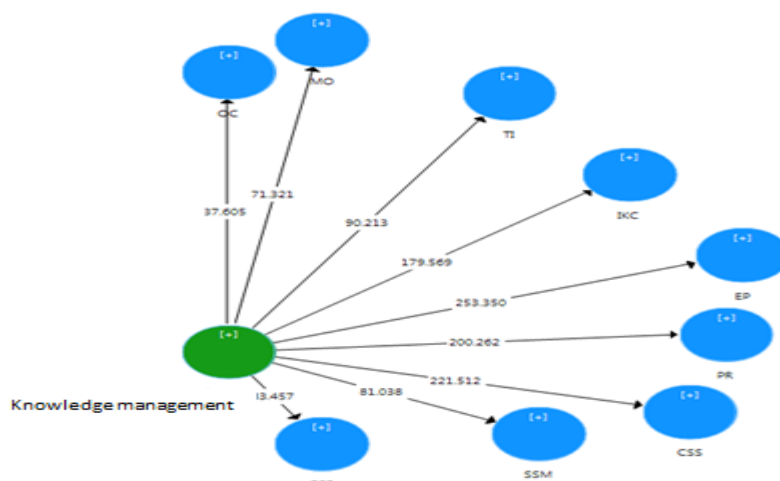 [+]
[+]
MO
OC
[+]
TI
[+]
IKC
71.321
37.605
90.213
179.569
[+]
EP
253.350
[+]
PR
200.262
[+]
221.512
[+]
CSS
81.038
Knowledge management
3.457
[+]
SSM
[+]